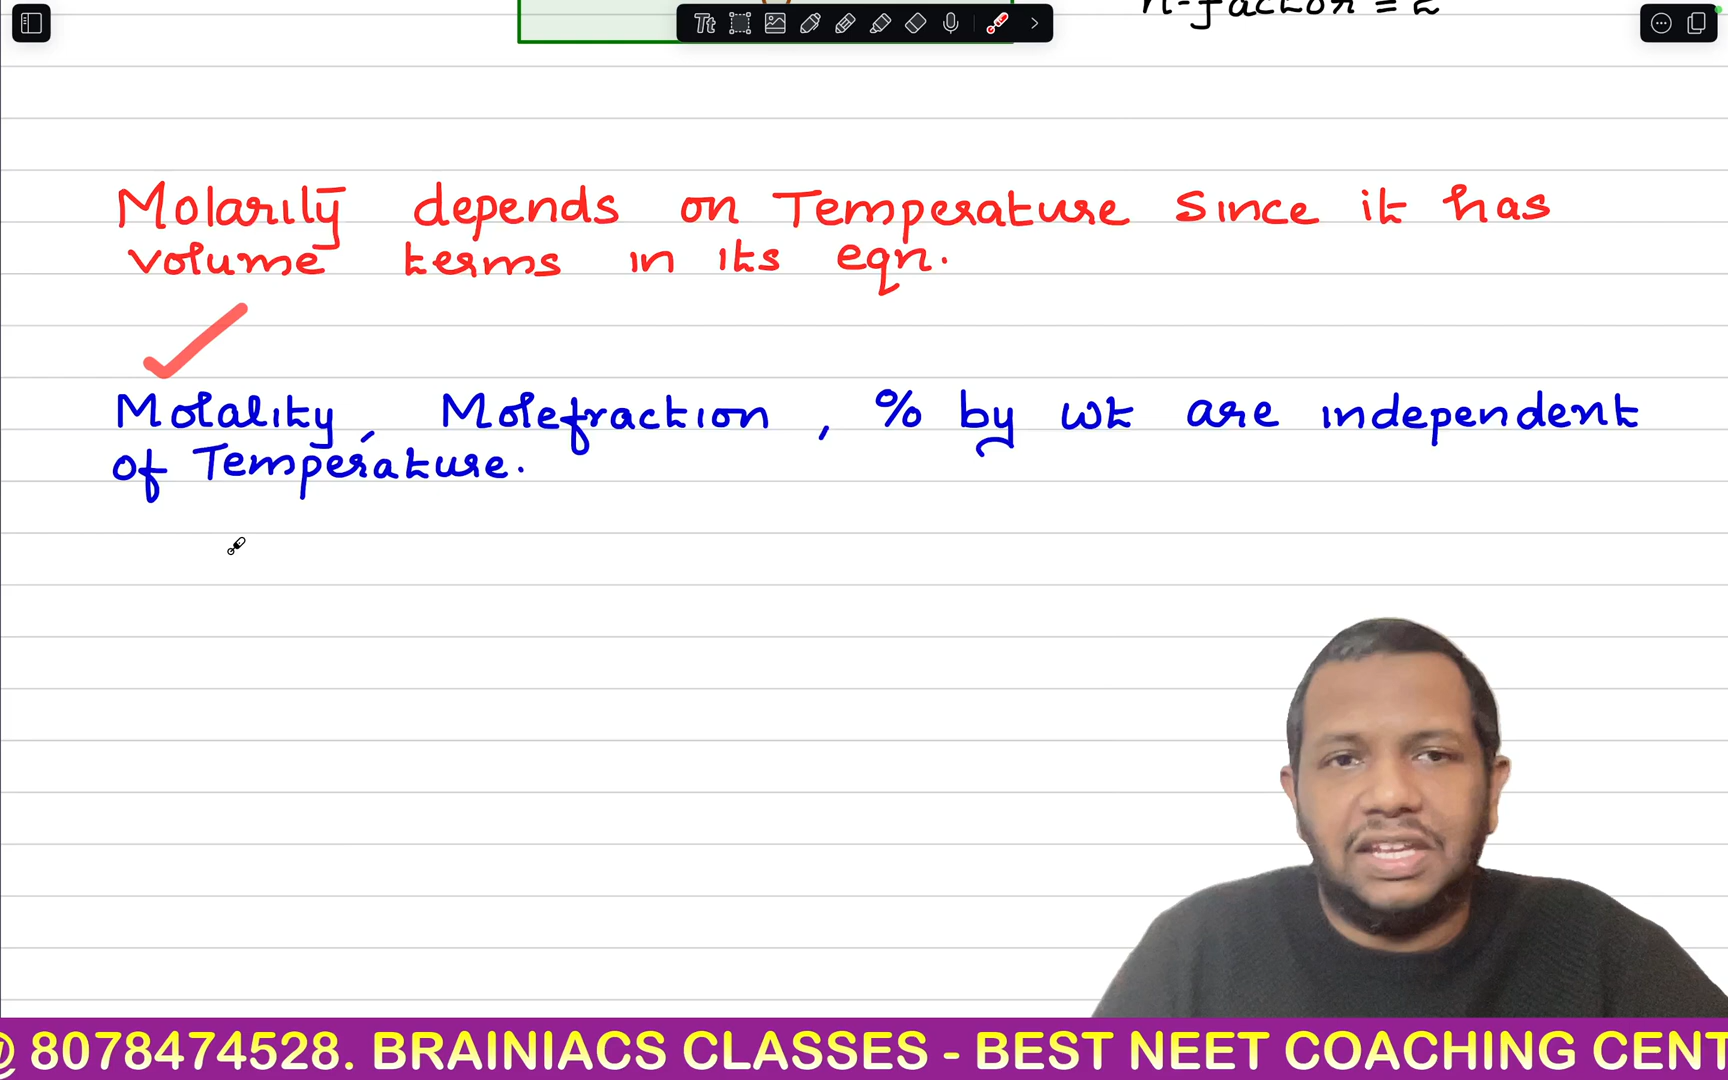 n-factor = 2
Tt
Molarity depends on Temperature since it has
volume terms in its eqn.
Molality, Molefraction, % by wt are independent
of Temperature.
@ 8078474528. BRAINIACS CLASSES - BEST NEET COACHING CENT